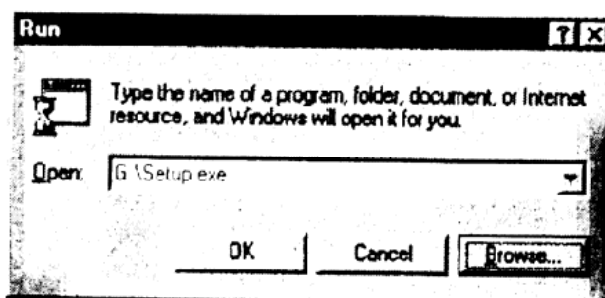 Run
Type the name of a program, folder, document, or Internet
resource, and Windows will open it for you.
Open: G:\Setup.exe
OK Cancel Browse...